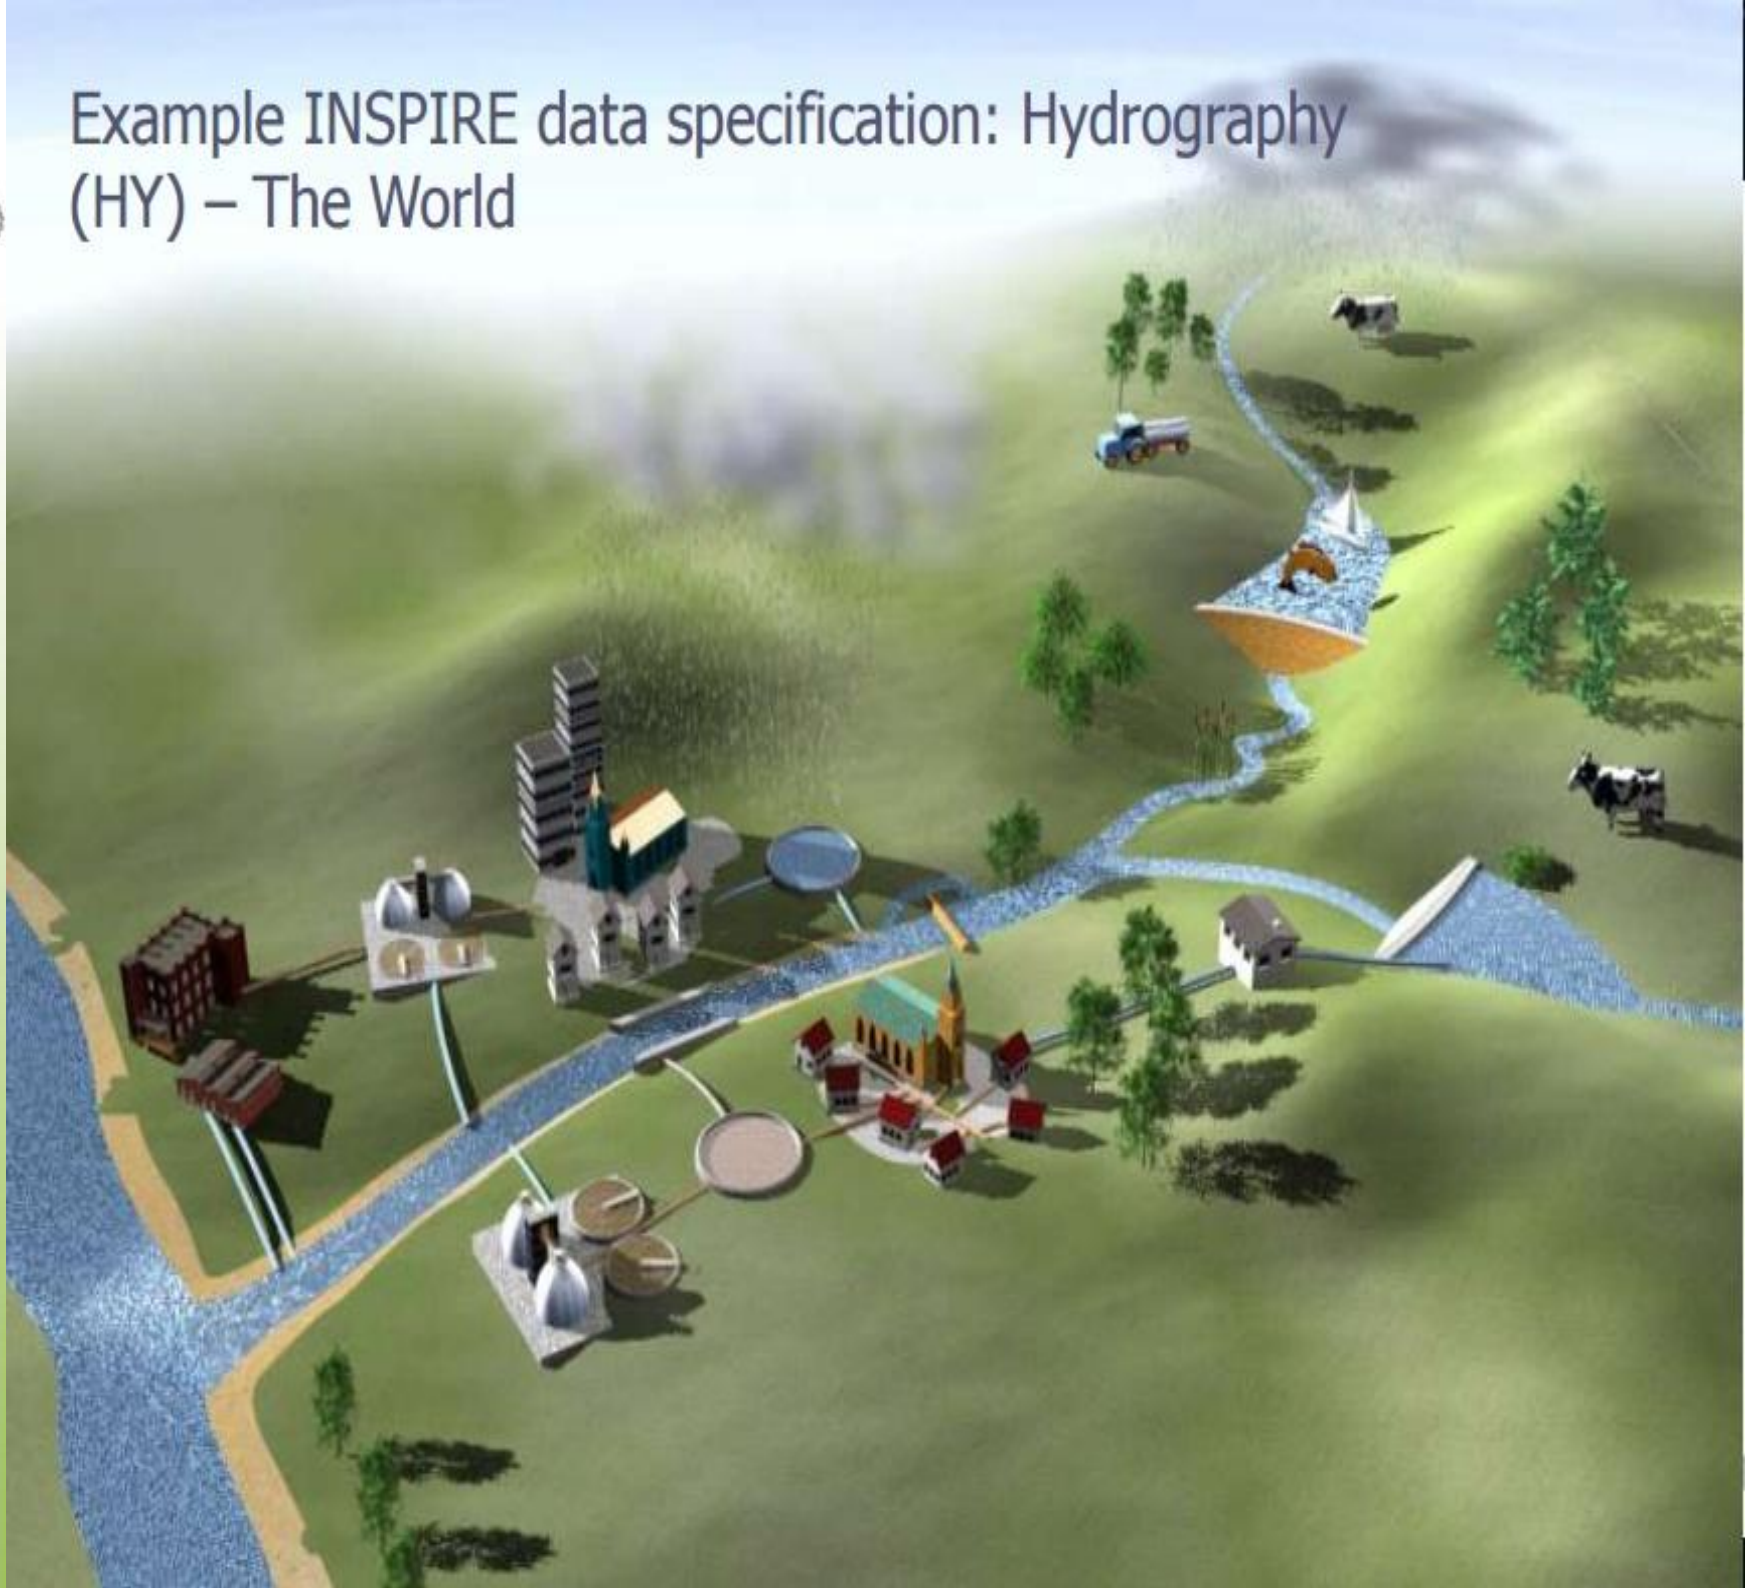 Example INSPIRE data specification: Hydrography
(HY) – The World